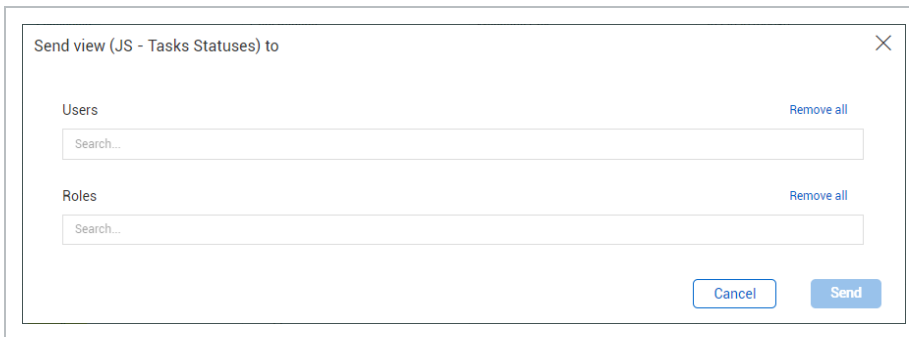 Send view (JS - Tasks Statuses) to
Users
Remove all
Search...
Roles
Remove all
Search...
Cancel
Send